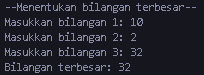 --Menentukan bilangan terbesar--
Masukkan bilangan 1: 10
Masukkan bilangan 2: 2
Masukkan bilangan 3: 32
Bilangan terbesar: 32